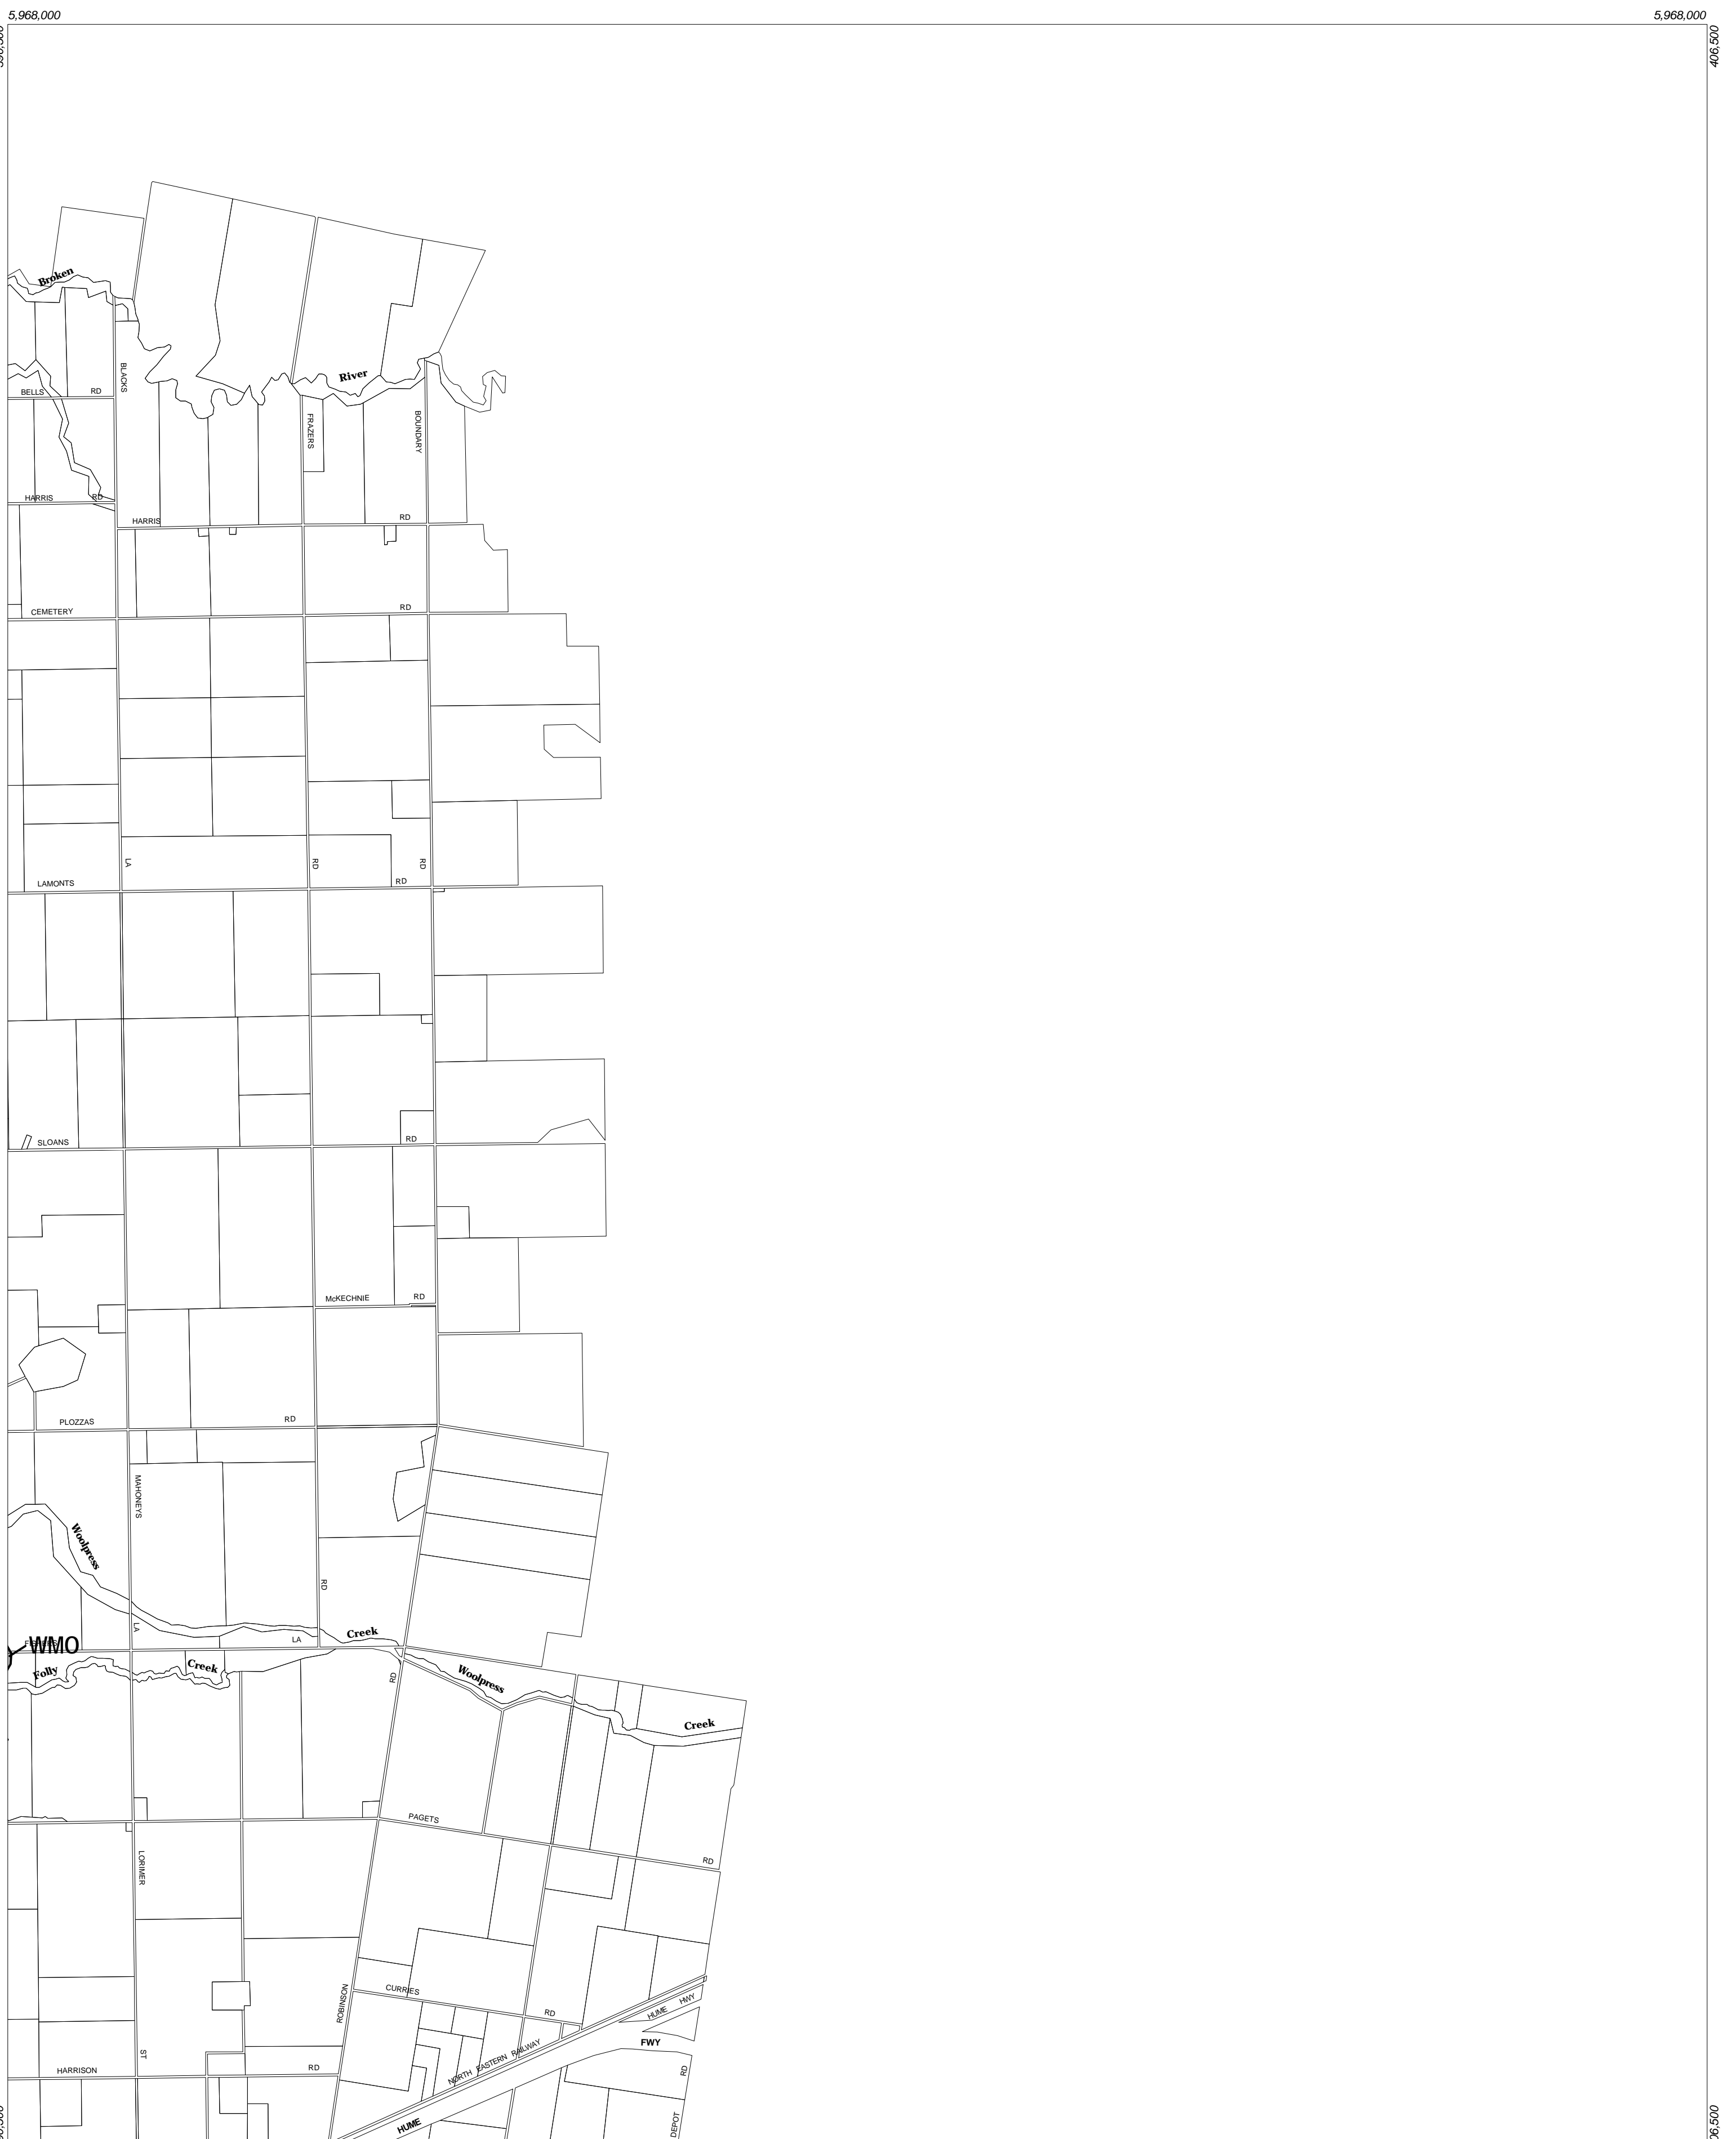 5,968,000
5,968,000
406,500
Broken
BLACKS
River
BELLS RD
FRAZERS
BOUNDARY
HARRIS RD
HARRIS RD
CEMETERY RD
LA
RD
RD
LAMONTS RD
SLOANS RD
McKECHNIE RD
PLOZZAS RD
MAHONEYS
Woolpress
RD
LA
Creek
LA
WMO
Folly
Creek
RD
Woolpress
Creek
PAGETS
RD
LORIMER
CURRIES
RD
ROBINSON
HUME HWY
FWY
NORTH EASTERN RAILWAY
ST
HARRISON RD
RD
HUME
DEPOT